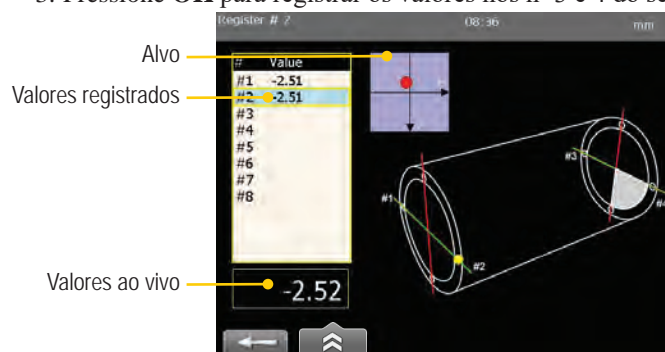 3. Pressione OK para registrar os valores nos nº 3 e 4 do se
Register # 2 08:36 mm
Alvo
# Value
#1 -2.51
Valores registrados
#2 -2.51
#3
#4
#5
#6
#7
#8
#1
#2
#3
#4
Valores ao vivo
-2.52